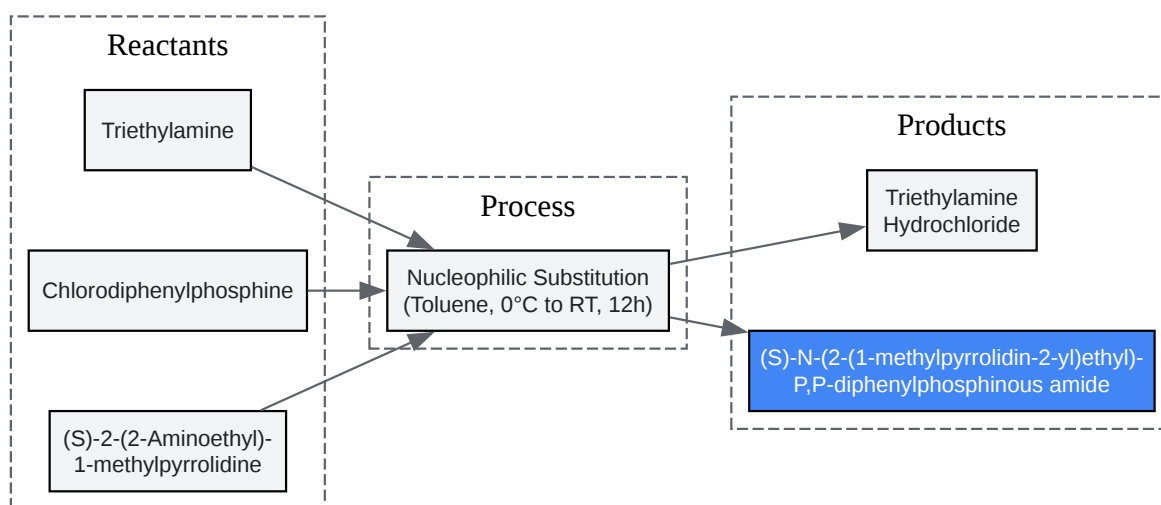 Reactants
Triethylamine
Chlorodiphenylphosphine
(S)-2-(2-Aminoethyl)-
1-methylpyrrolidine
Process
Nucleophilic Substitution
(Toluene, 0°C to RT, 12h)
Products
Triethylamine
Hydrochloride
(S)-N-(2-(1-methylpyrrolidin-2-yl)ethyl)-
P,P-diphenylphosphinous amide